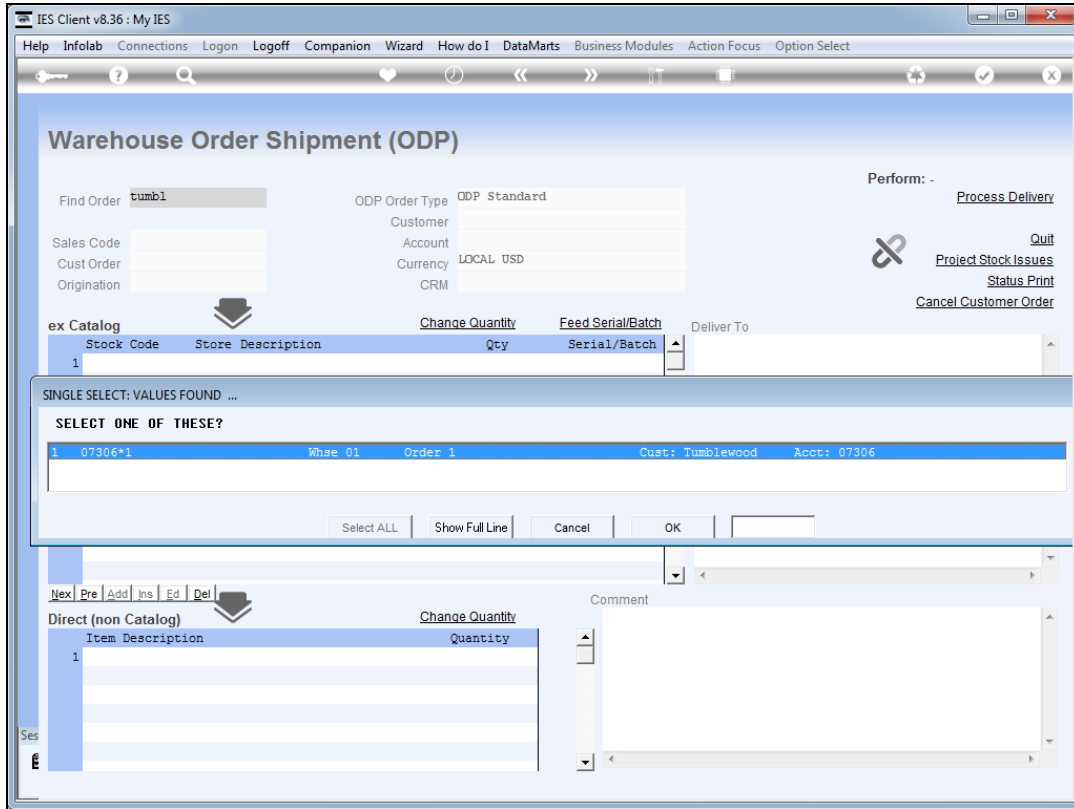 IES Client v8.36 : My IES
Help Infolab Connections Logon Logoff Companion Wizard How do I DataMarts Business Modules Action Focus Option Select
Warehouse Order Shipment (ODP)
Perform: -
Find Order tumbl ODP Order Type ODP Standard Process Delivery
Customer
Sales Code Account Quit
Cust Order Currency LOCAL USD Project Stock Issues
Origination CRM Status Print
Cancel Customer Order
ex Catalog Change Quantity Feed Serial/Batch Deliver To
Stock Code Store Description Qty Serial/Batch
1
SINGLE SELECT: VALUES FOUND ...
SELECT ONE OF THESE?
1 07306*1 Whse 01 Order 1 Cust: Tumblewood Acct: 07306
Select ALL Show Full Line Cancel OK
Nex Pre Add Ins Ed Del Comment
Direct (non Catalog) Change Quantity
Item Description Quantity
1
Ses